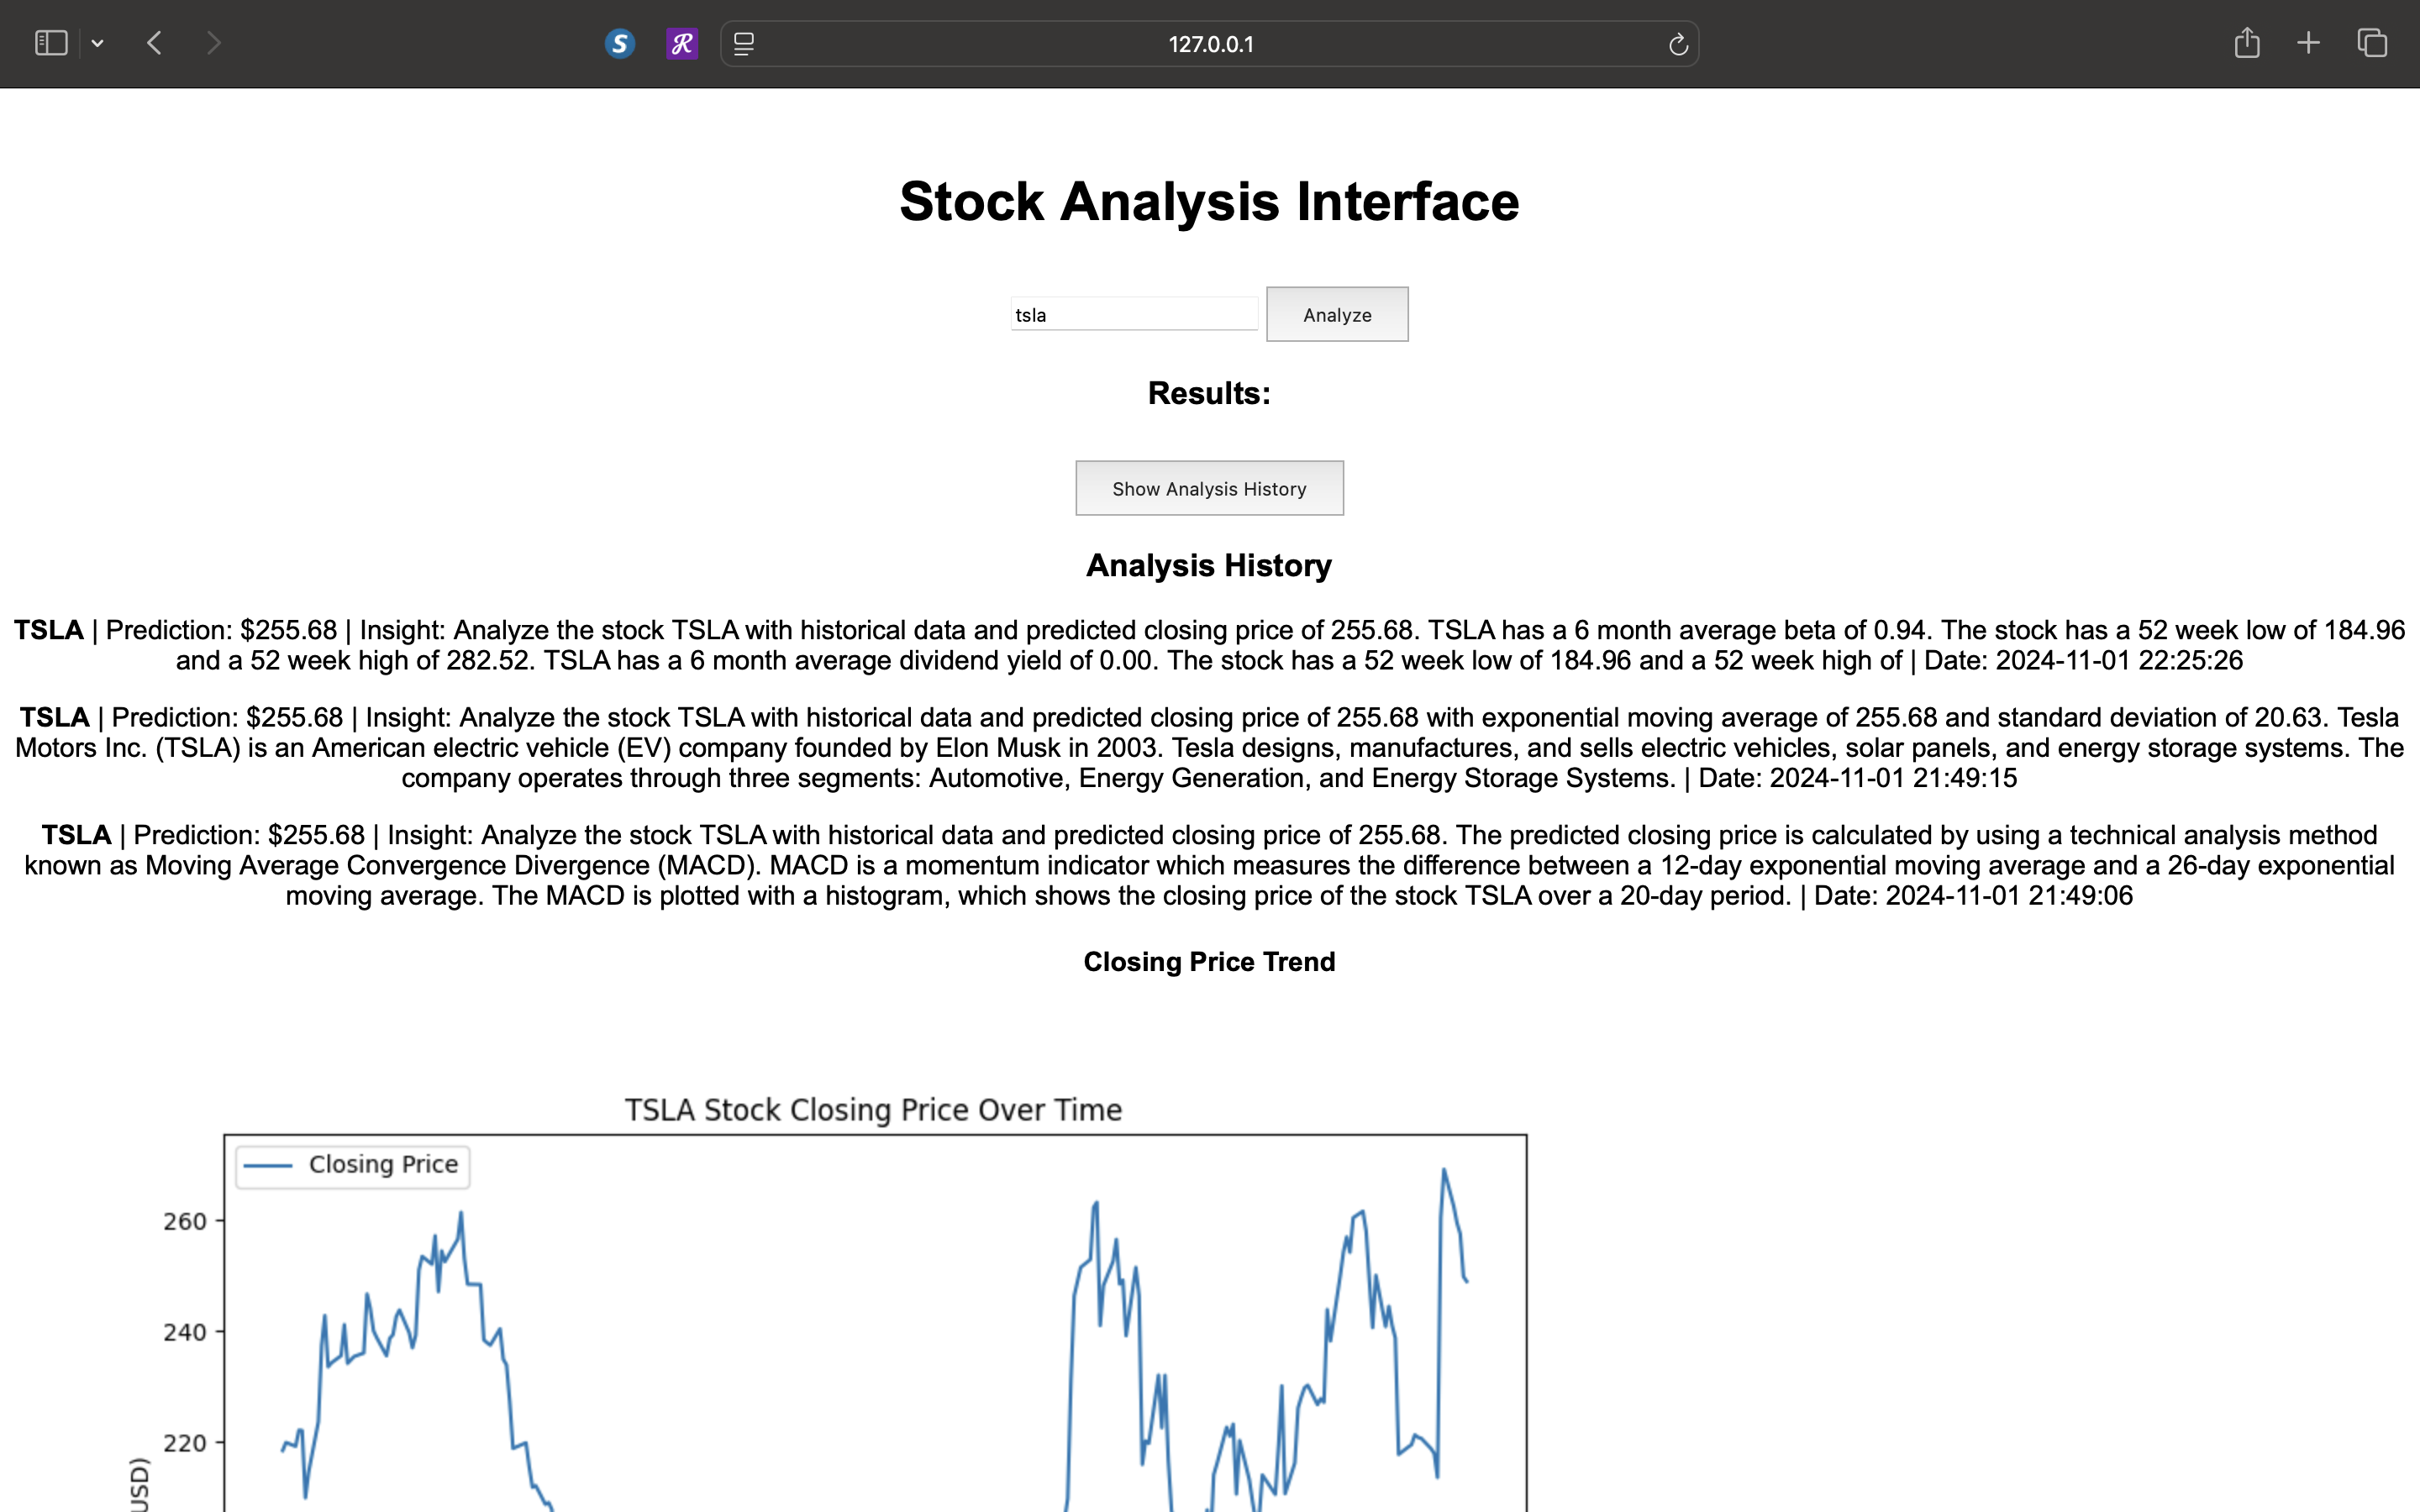 127.0.0.1
Stock Analysis Interface
tsla
Analyze
Results:
Show Analysis History
Analysis History
TSLA | Prediction: $255.68 | Insight: Analyze the stock TSLA with historical data and predicted closing price of 255.68. TSLA has a 6 month average beta of 0.94. The stock has a 52 week low of 184.96
and a 52 week high of 282.52. TSLA has a 6 month average dividend yield of 0.00. The stock has a 52 week low of 184.96 and a 52 week high of | Date: 2024-11-01 22:25:26
TSLA | Prediction: $255.68 | Insight: Analyze the stock TSLA with historical data and predicted closing price of 255.68 with exponential moving average of 255.68 and standard deviation of 20.63. Tesla
Motors Inc. (TSLA) is an American electric vehicle (EV) company founded by Elon Musk in 2003. Tesla designs, manufactures, and sells electric vehicles, solar panels, and energy storage systems. The
company operates through three segments: Automotive, Energy Generation, and Energy Storage Systems. | Date: 2024-11-01 21:49:15
TSLA | Prediction: $255.68 | Insight: Analyze the stock TSLA with historical data and predicted closing price of 255.68. The predicted closing price is calculated by using a technical analysis method
known as Moving Average Convergence Divergence (MACD). MACD is a momentum indicator which measures the difference between a 12-day exponential moving average and a 26-day exponential
moving average. The MACD is plotted with a histogram, which shows the closing price of the stock TSLA over a 20-day period. | Date: 2024-11-01 21:49:06
Closing Price Trend
TSLA Stock Closing Price Over Time
Closing Price
260
240
220
USD)